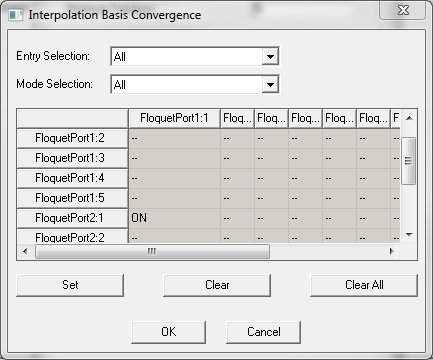 Interpolation Basis Convergence
Entry Selection: All
Mode Selection: All
FloquetPort1:1 Floq... Floq... Floq... Floq... Floq... F
FloquetPort1:2 -- -- -- -- -- -- --
FloquetPort1:3 -- -- -- -- -- -- --
FloquetPort1:4 -- -- -- -- -- -- --
FloquetPort1:5 -- -- -- -- -- -- --
FloquetPort2:1 ON -- -- -- -- -- --
FloquetPort2:2 -- -- -- -- -- -- --
Set Clear Clear All
OK Cancel